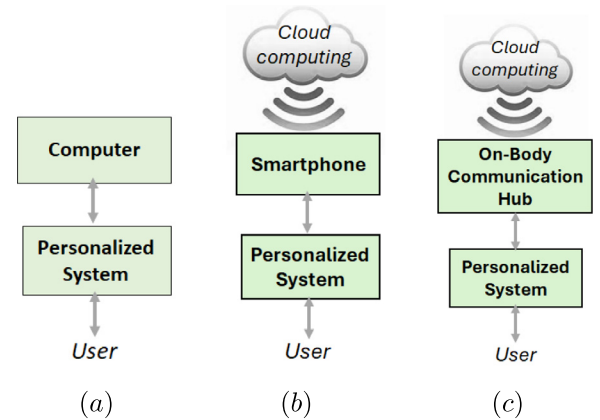 Computer
Personalized
System
User
(a)
Cloud
computing
Smartphone
Personalized
System
User
(b)
Cloud
computing
On-Body
Communication
Hub
Personalized
System
User
(c)